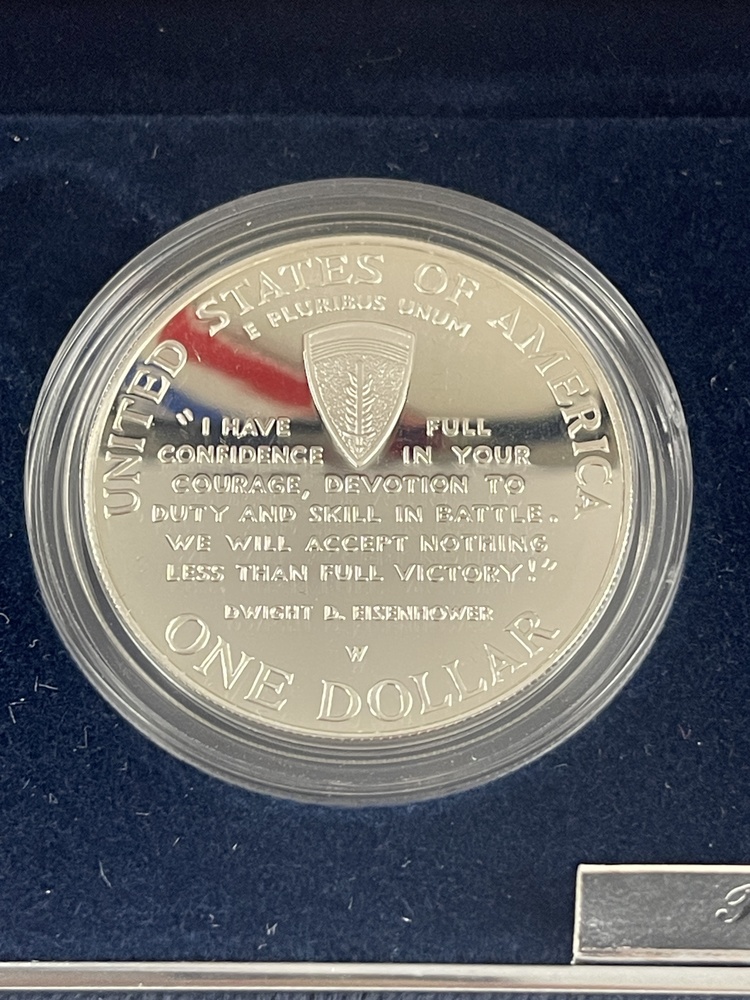 UNITED STATES OF AMERICA
E PLURIBUS UNUM
"I HAVE FULL
CONFIDENCE IN YOUR
COURAGE, DEVOTION TO
DUTY AND SKILL IN BATTLE.
WE WILL ACCEPT NOTHING
LESS THAN FULL VICTORY!"
DWIGHT D. EISENHOWER
W
ONE DOLLAR